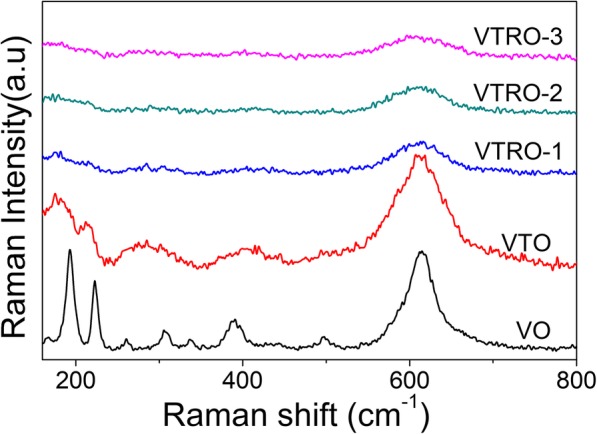 Raman Intensity(a.u)
VTRO-3
VTRO-2
VTRO-1
VTO
VO
200 400 600 800
Raman shift (cm⁻¹)